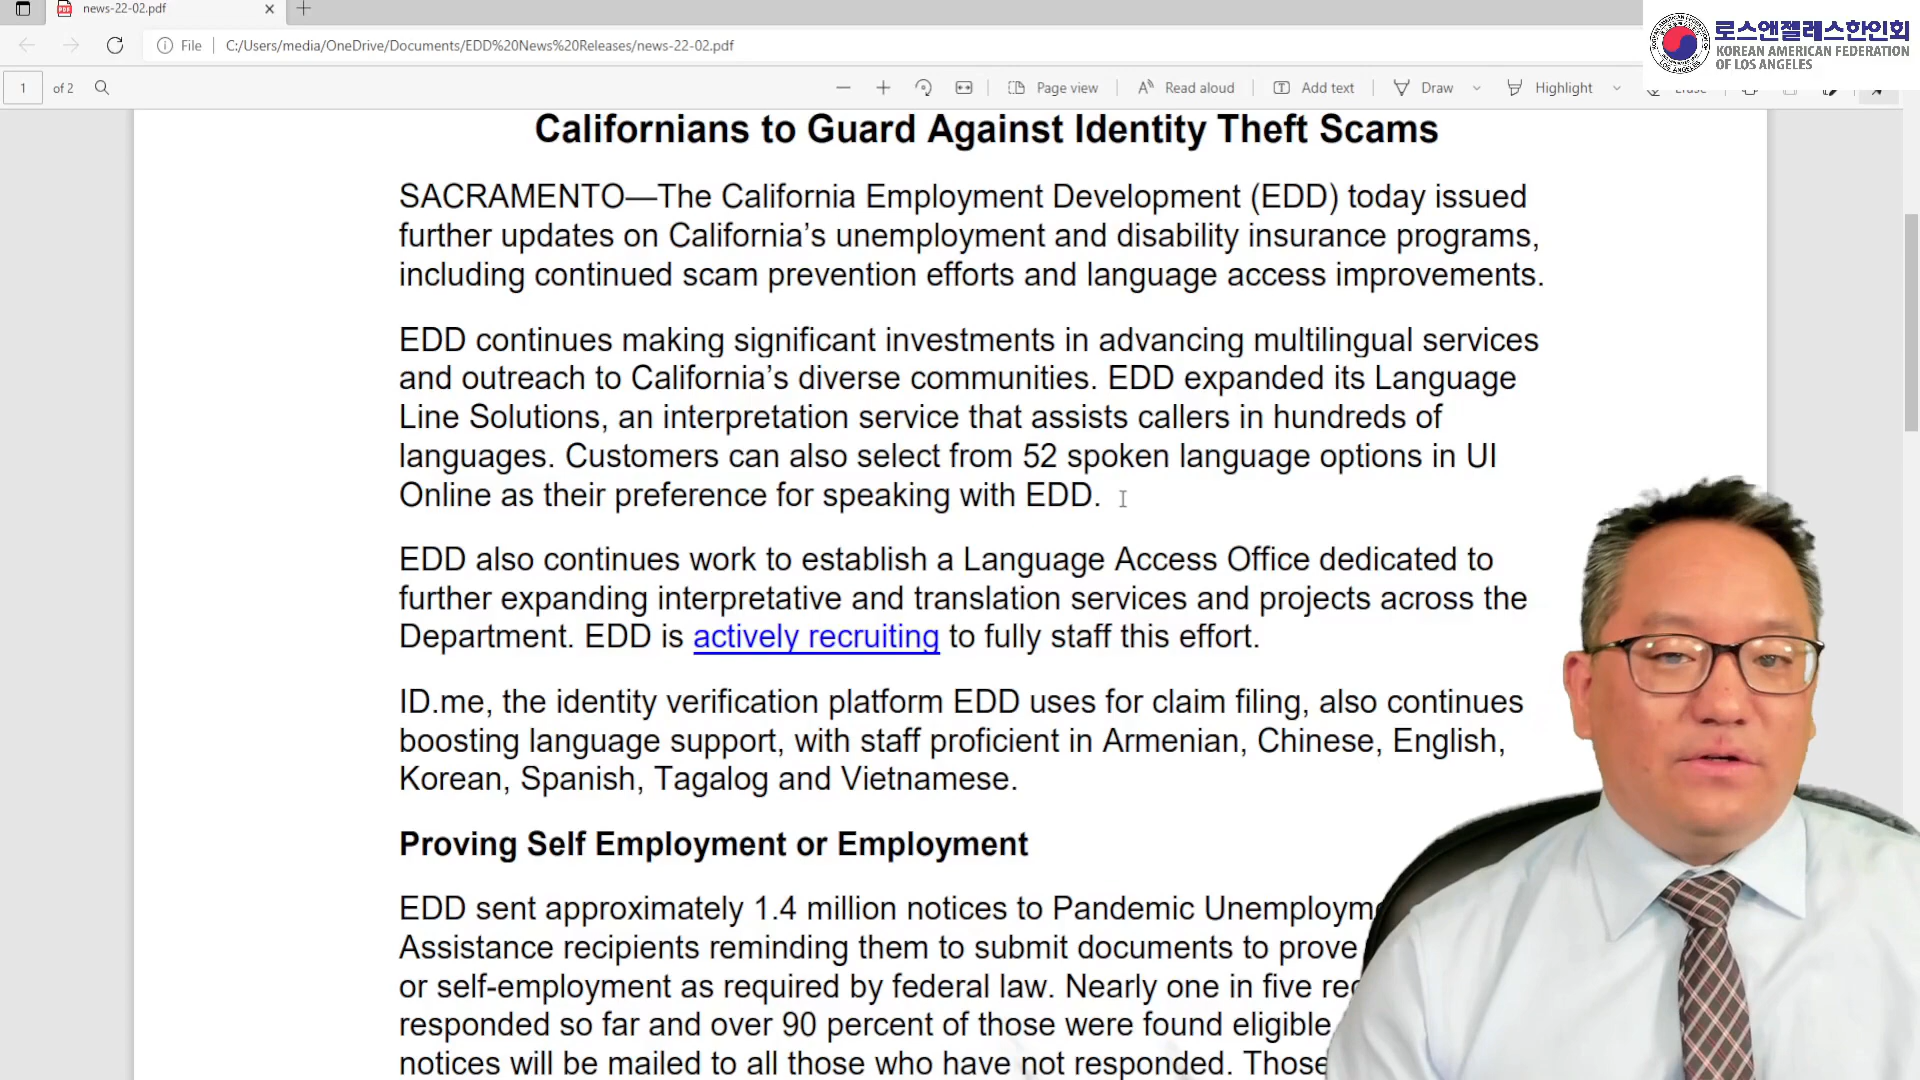 news-22-02.pdf
File C:/Users/media/OneDrive/Documents/EDD%20News%20Releases/news-22-02.pdf
로스앤젤레스한인회
KOREAN AMERICAN FEDERATION
OF LOS ANGELES
1 of 2 Page view Read aloud Add text Draw Highlight Erase
Californians to Guard Against Identity Theft Scams
SACRAMENTO—The California Employment Development (EDD) today issued
further updates on California’s unemployment and disability insurance programs,
including continued scam prevention efforts and language access improvements.
EDD continues making significant investments in advancing multilingual services
and outreach to California’s diverse communities. EDD expanded its Language
Line Solutions, an interpretation service that assists callers in hundreds of
languages. Customers can also select from 52 spoken language options in UI
Online as their preference for speaking with EDD.
EDD also continues work to establish a Language Access Office dedicated to
further expanding interpretative and translation services and projects across the
Department. EDD is actively recruiting to fully staff this effort.
ID.me, the identity verification platform EDD uses for claim filing, also continues
boosting language support, with staff proficient in Armenian, Chinese, English,
Korean, Spanish, Tagalog and Vietnamese.
Proving Self Employment or Employment
EDD sent approximately 1.4 million notices to Pandemic Unemploym
Assistance recipients reminding them to submit documents to prove
or self-employment as required by federal law. Nearly one in five rec
responded so far and over 90 percent of those were found eligible
notices will be mailed to all those who have not responded. Those